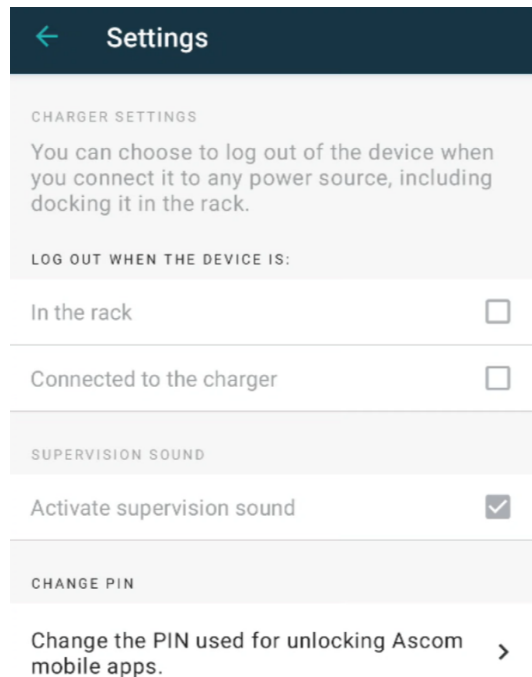 Settings
CHARGER SETTINGS
You can choose to log out of the device when
you connect it to any power source, including
docking it in the rack.
LOG OUT WHEN THE DEVICE IS:
In the rack
Connected to the charger
SUPERVISION SOUND
Activate supervision sound
CHANGE PIN
Change the PIN used for unlocking Ascom
mobile apps.